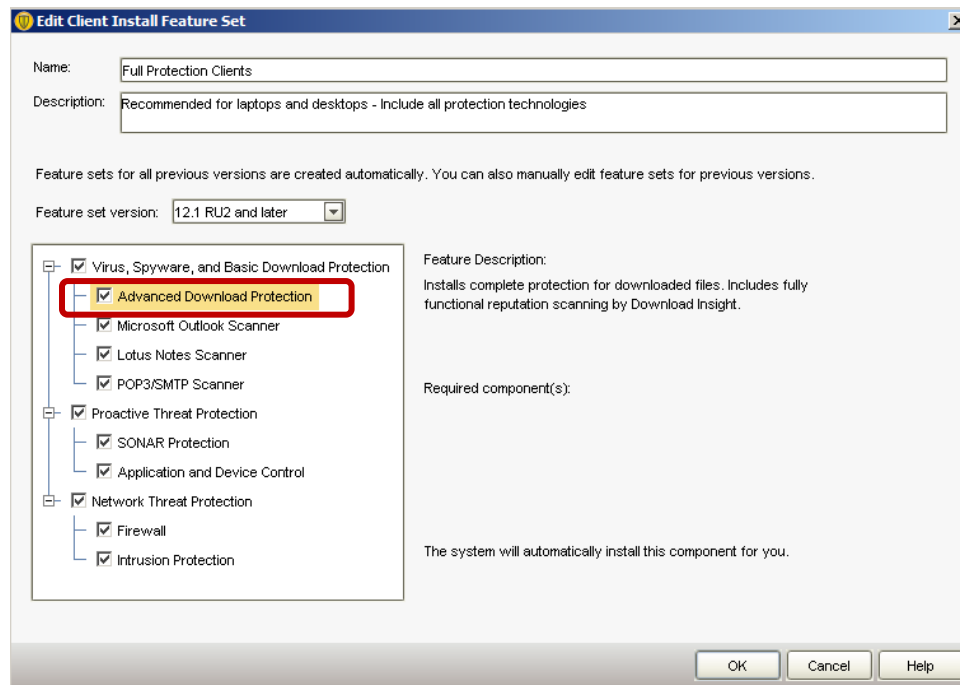 Edit Client Install Feature Set
Name:
Full Protection Clients
Description:
Recommended for laptops and desktops - Include all protection technologies
Feature sets for all previous versions are created automatically. You can also manually edit feature sets for previous versions.
Feature set version:
12.1 RU2 and later
Virus, Spyware, and Basic Download Protection
Advanced Download Protection
Microsoft Outlook Scanner
Lotus Notes Scanner
POP3/SMTP Scanner
Proactive Threat Protection
SONAR Protection
Application and Device Control
Network Threat Protection
Firewall
Intrusion Protection
Feature Description:
Installs complete protection for downloaded files. Includes fully
functional reputation scanning by Download Insight.
Required component(s):
The system will automatically install this component for you.
OK
Cancel
Help